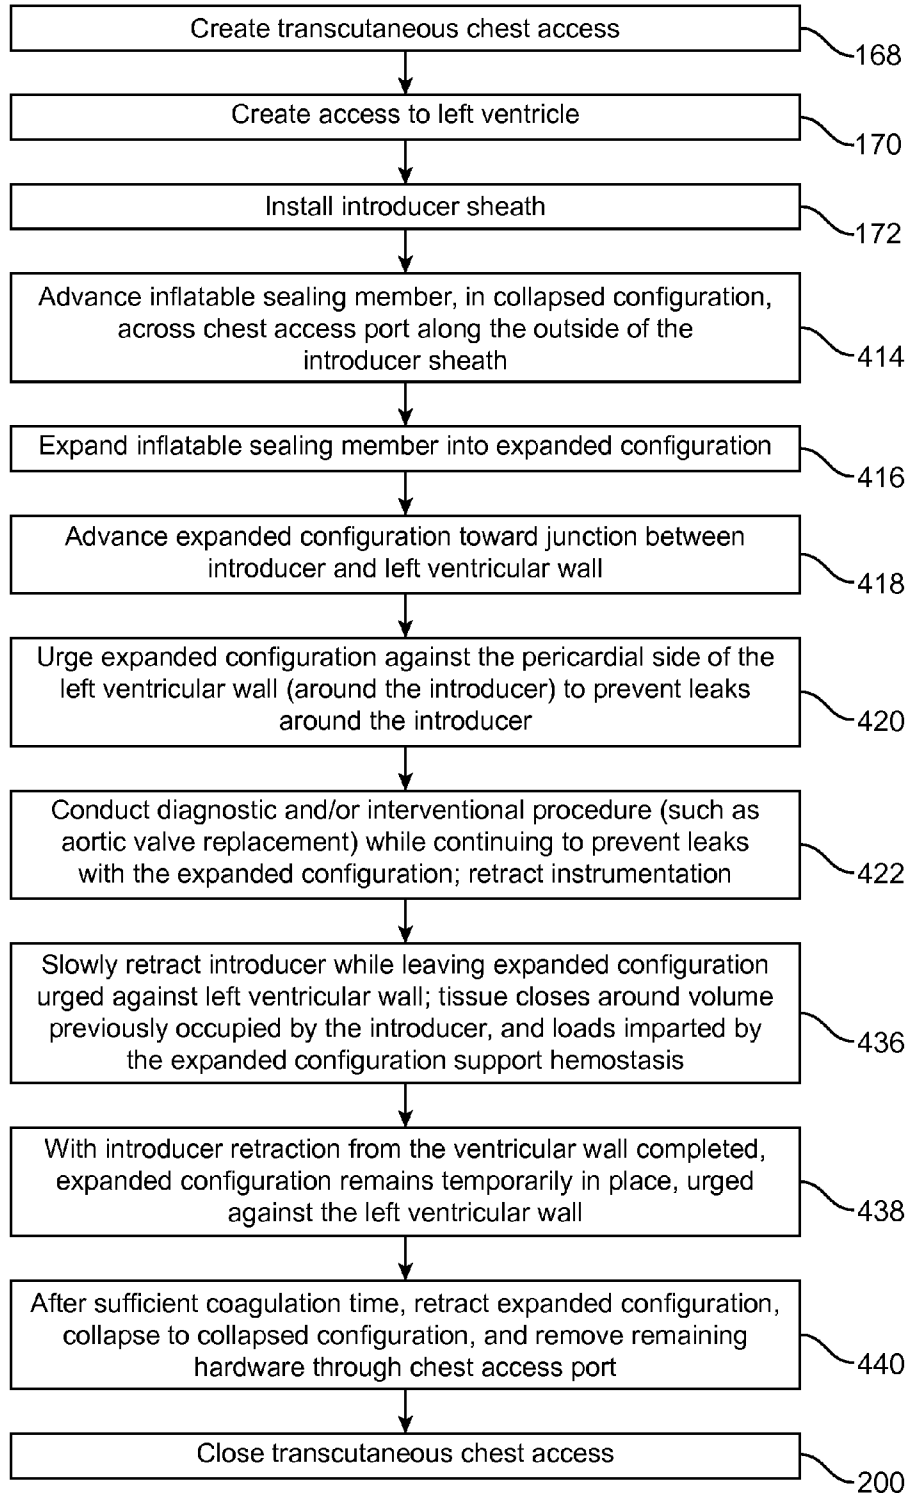 Create transcutaneous chest access
168
Create access to left ventricle
170
Install introducer sheath
172
Advance inflatable sealing member, in collapsed configuration,
across chest access port along the outside of the
introducer sheath
414
Expand inflatable sealing member into expanded configuration
416
Advance expanded configuration toward junction between
introducer and left ventricular wall
418
Urge expanded configuration against the pericardial side of the
left ventricular wall (around the introducer) to prevent leaks
around the introducer
420
Conduct diagnostic and/or interventional procedure (such as
aortic valve replacement) while continuing to prevent leaks
with the expanded configuration; retract instrumentation
422
Slowly retract introducer while leaving expanded configuration
urged against left ventricular wall; tissue closes around volume
previously occupied by the introducer, and loads imparted by
the expanded configuration support hemostasis
436
With introducer retraction from the ventricular wall completed,
expanded configuration remains temporarily in place, urged
against the left ventricular wall
438
After sufficient coagulation time, retract expanded configuration,
collapse to collapsed configuration, and remove remaining
hardware through chest access port
440
Close transcutaneous chest access
200